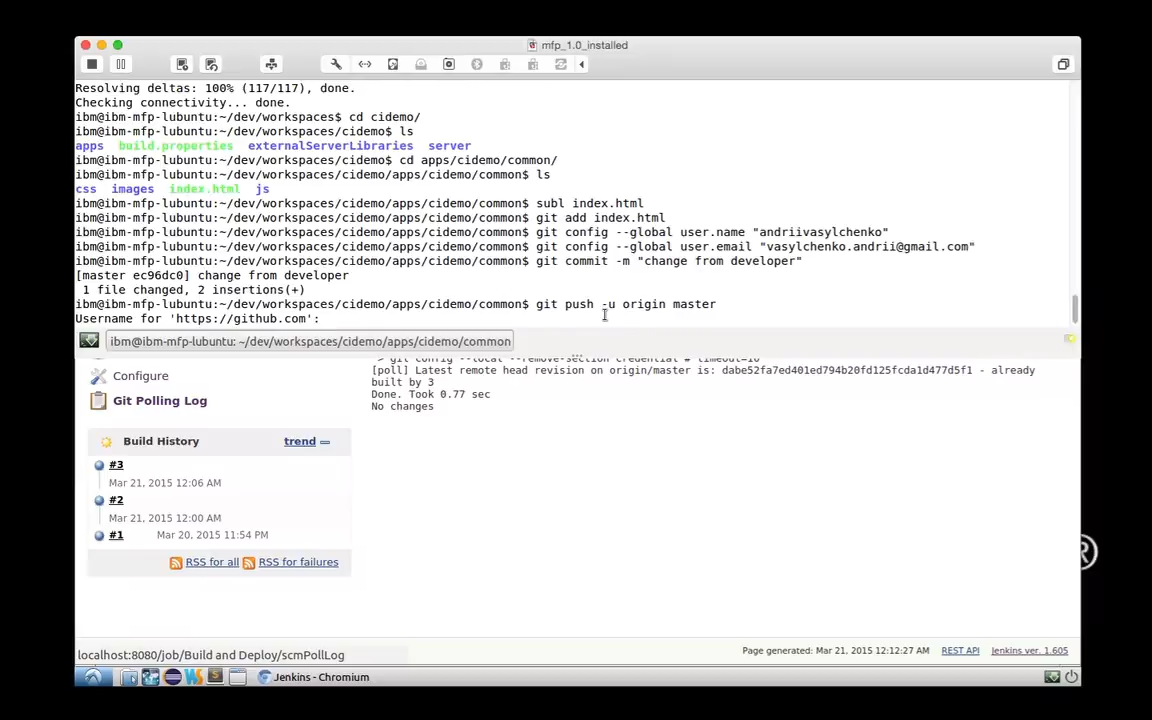 mfp_1.0_installed
Resolving deltas: 100% (117/117), done.
Checking connectivity... done.
ibm@ibm-mfp-lubuntu:~/dev/workspaces$ cd cidemo/
ibm@ibm-mfp-lubuntu:~/dev/workspaces/cidemo$ ls
apps build.properties externalServerLibraries server
ibm@ibm-mfp-lubuntu:~/dev/workspaces/cidemo$ cd apps/cidemo/common/
ibm@ibm-mfp-lubuntu:~/dev/workspaces/cidemo/apps/cidemo/common$ ls
css images index.html js
ibm@ibm-mfp-lubuntu:~/dev/workspaces/cidemo/apps/cidemo/common$ subl index.html
ibm@ibm-mfp-lubuntu:~/dev/workspaces/cidemo/apps/cidemo/common$ git add index.html
ibm@ibm-mfp-lubuntu:~/dev/workspaces/cidemo/apps/cidemo/common$ git config --global user.name "andriivasylchenko"
ibm@ibm-mfp-lubuntu:~/dev/workspaces/cidemo/apps/cidemo/common$ git config --global user.email "vasylchenko.andrii@gmail.com"
ibm@ibm-mfp-lubuntu:~/dev/workspaces/cidemo/apps/cidemo/common$ git commit -m "change from developer"
[master ec96dc0] change from developer
1 file changed, 2 insertions(+)
ibm@ibm-mfp-lubuntu:~/dev/workspaces/cidemo/apps/cidemo/common$ git push -u origin master
Username for 'https://github.com':
ibm@ibm-mfp-lubuntu: ~/dev/workspaces/cidemo/apps/cidemo/common
> git config --local --remove-section credential # timeout=10
Configure
[poll] Latest remote head revision on origin/master is: dabe52fa7ed401ed794b20fd125fcda1d477d5f1 - already
built by 3
Done. Took 0.77 sec
No changes
Git Polling Log
Build History trend
#3
Mar 21, 2015 12:06 AM
#2
Mar 21, 2015 12:00 AM
#1 Mar 20, 2015 11:54 PM
RSS for all RSS for failures
®
Page generated: Mar 21, 2015 12:12:27 AM REST API Jenkins ver. 1.605
localhost:8080/job/Build and Deploy/scmPollLog
Jenkins - Chromium